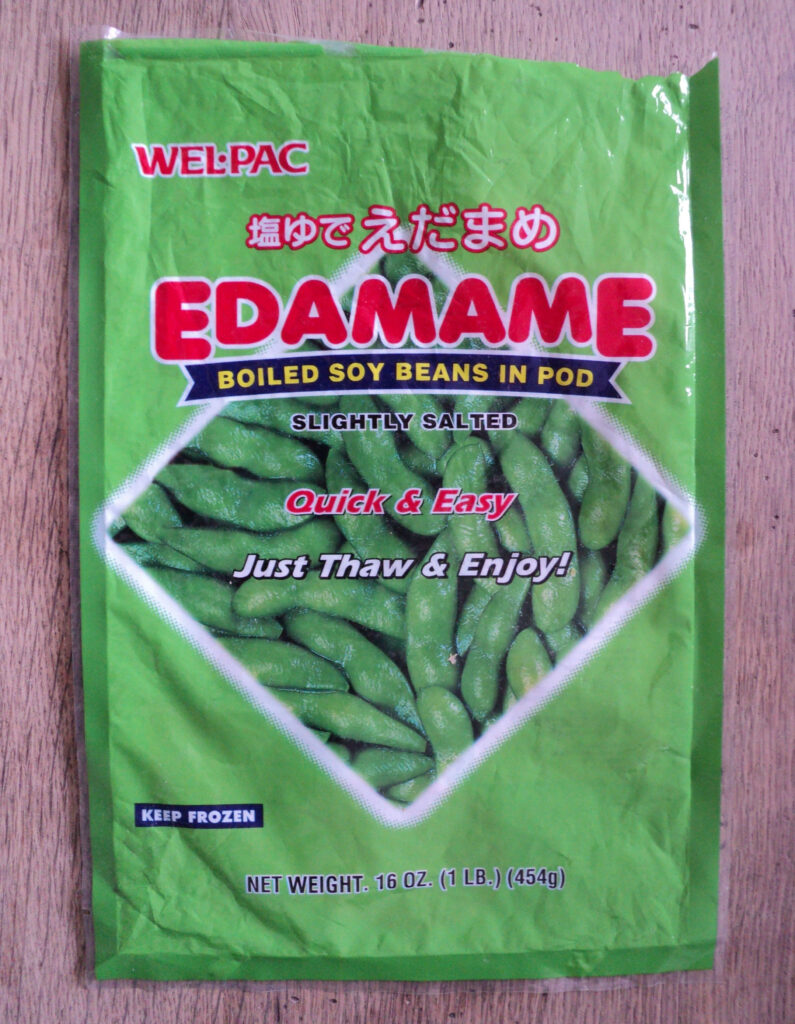 WEL·PAC
塩ゆでえだまめ
EDAMAME
BOILED SOY BEANS IN POD
SLIGHTLY SALTED
Quick & Easy
Just Thaw & Enjoy!
KEEP FROZEN
NET WEIGHT. 16 OZ. (1 LB.) (454g)